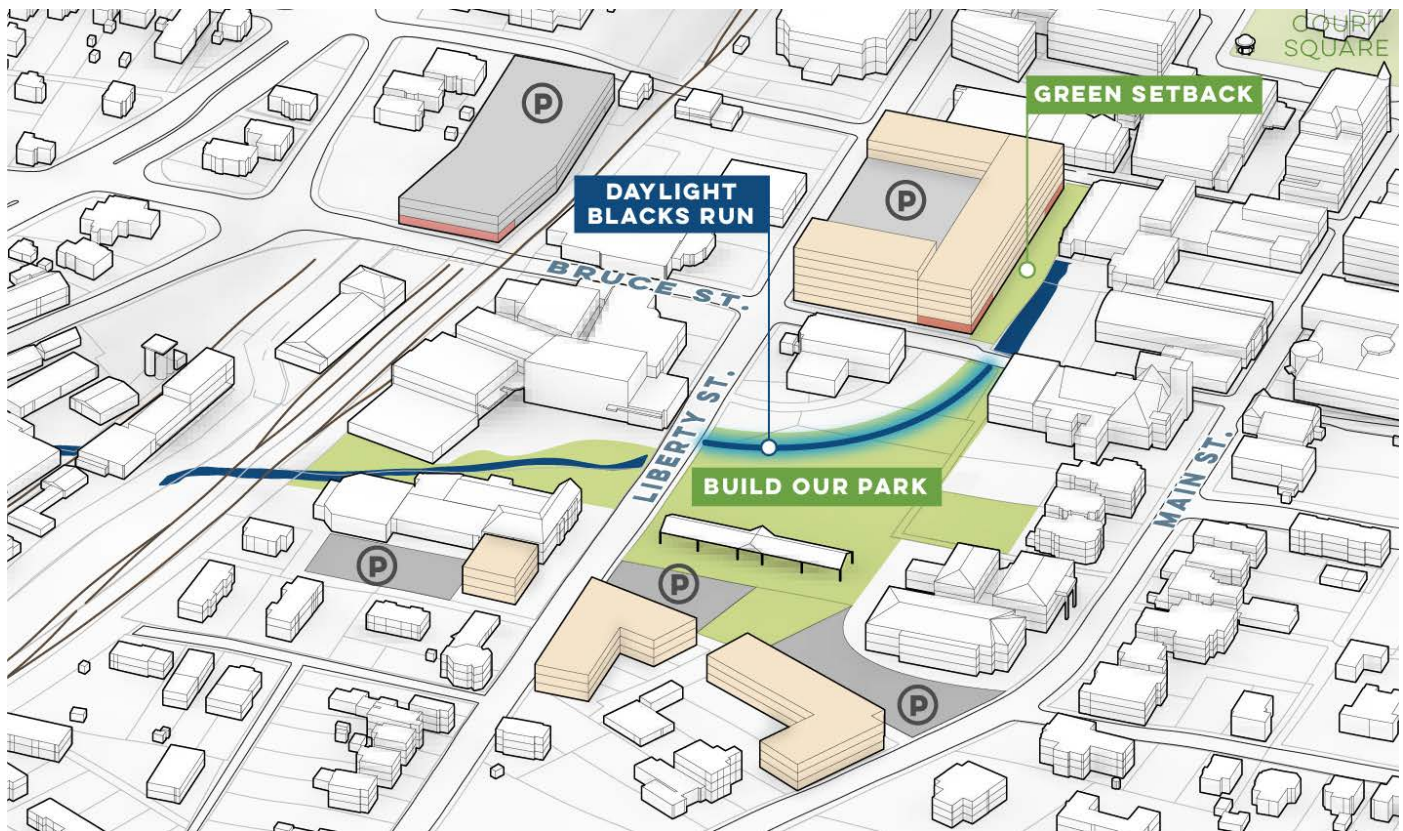 COURT
SQUARE
GREEN SETBACK
P
DAYLIGHT
BLACKS RUN
P
BRUCE ST.
LIBERTY ST.
BUILD OUR PARK
MAIN ST.
P
P
P